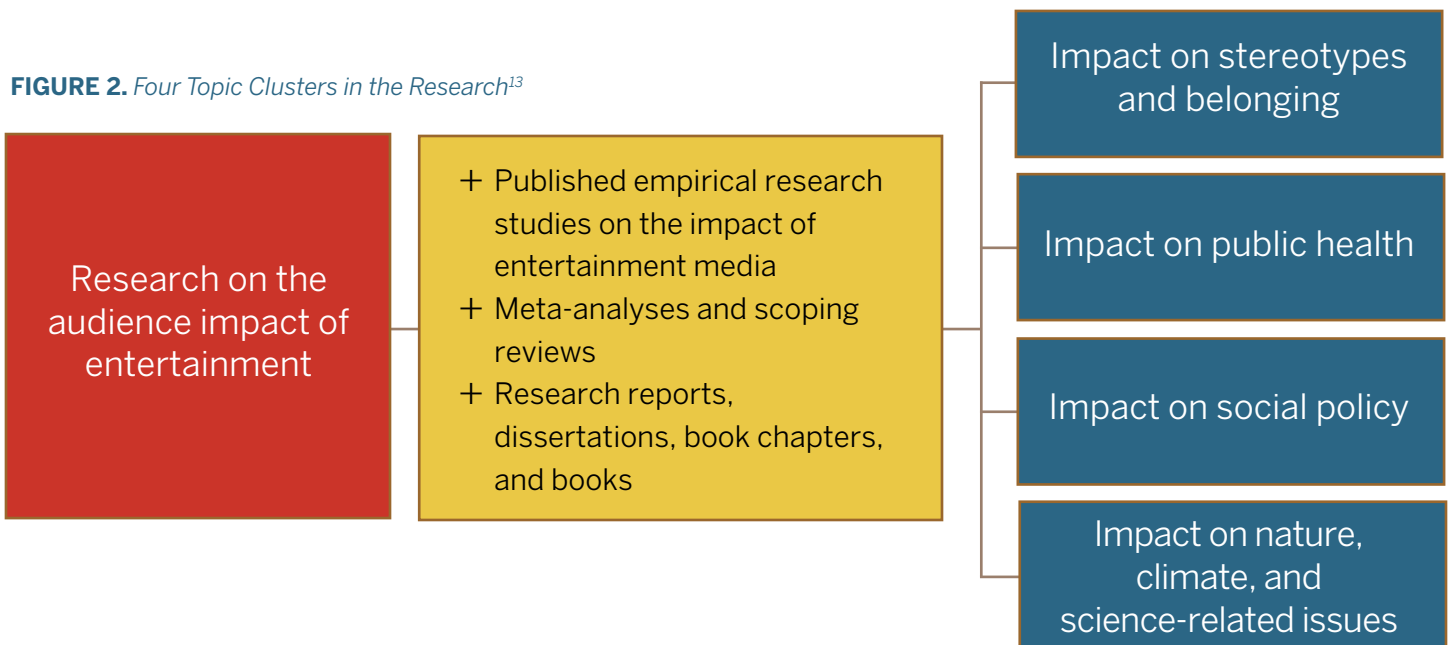 FIGURE 2. Four Topic Clusters in the Research13
Research on the
audience impact of
entertainment
+ Published empirical research
studies on the impact of
entertainment media
+ Meta-analyses and scoping
reviews
+ Research reports,
dissertations, book chapters,
and books
Impact on stereotypes
and belonging
Impact on public health
Impact on social policy
Impact on nature,
climate, and
science-related issues